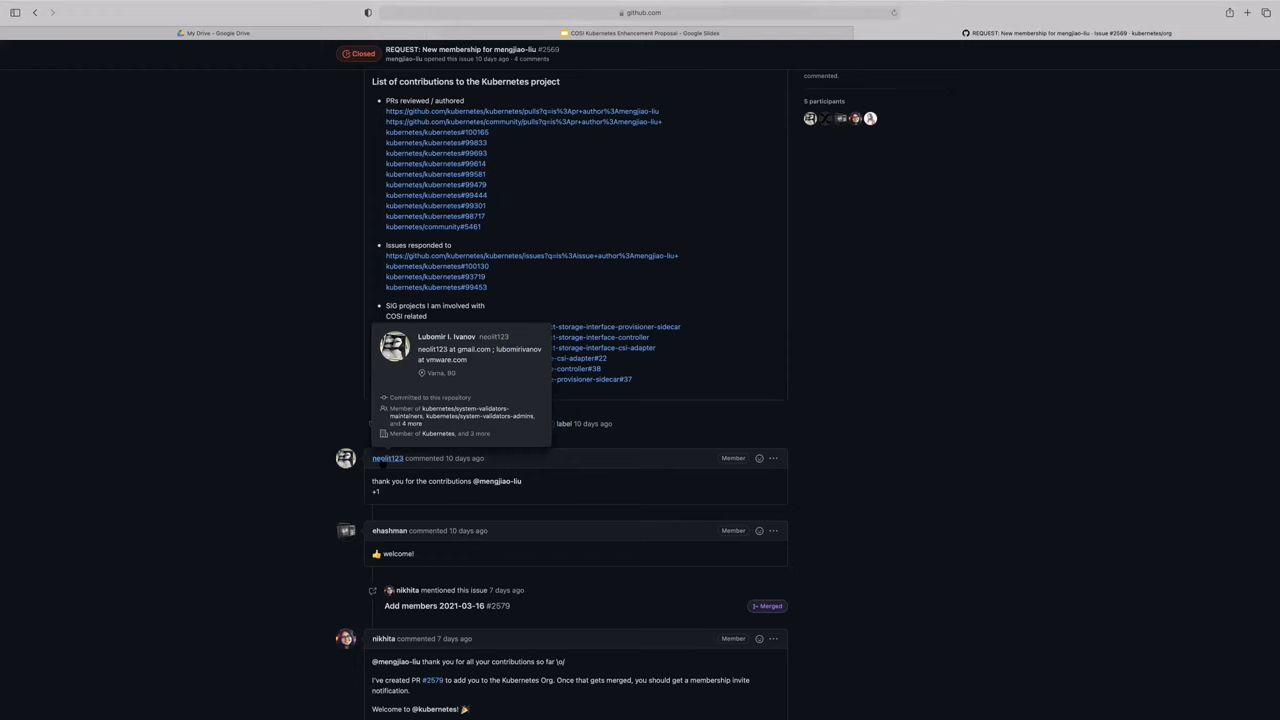 github.com
My Drive - Google Drive
COSI Kubernetes Enhancement Proposal - Google Slides
REQUEST: New membership for mengjiao-liu · Issue #2569 · kubernetes/org
Closed
REQUEST: New membership for mengjiao-liu #2569
mengjiao-liu opened this issue 10 days ago · 4 comments
commented.
5 participants
List of contributions to the Kubernetes project
PRs reviewed / authored
https://github.com/kubernetes/kubernetes/pulls?q=is%3Apr+author%3Amengjiao-liu
https://github.com/kubernetes/community/pulls?q=is%3Apr+author%3Amengjiao-liu+
kubernetes/kubernetes#100165
kubernetes/kubernetes#99833
kubernetes/kubernetes#99693
kubernetes/kubernetes#99614
kubernetes/kubernetes#99581
kubernetes/kubernetes#99479
kubernetes/kubernetes#99444
kubernetes/kubernetes#99301
kubernetes/kubernetes#98717
kubernetes/community#5461
Issues responded to
https://github.com/kubernetes/kubernetes/issues?q=is%3Aissue+author%3Amengjiao-liu+
kubernetes/kubernetes#100130
kubernetes/kubernetes#93719
kubernetes/kubernetes#99453
SIG projects I am involved with
COSI related
ct-storage-interface-provisioner-sidecar
ct-storage-interface-controller
ct-storage-interface-csi-adapter
e-csi-adapter#22
e-controller#38
e-provisioner-sidecar#37
Lubomir I. Ivanov neolit123
neolit123 at gmail.com ; lubomirivanov
at vmware.com
Varna, BG
Committed to this repository
Member of kubernetes/system-validators-
maintainers, kubernetes/system-validators-admins,
and 4 more
Member of Kubernetes, and 3 more
label 10 days ago
neolit123 commented 10 days ago
Member
thank you for the contributions @mengjiao-liu
+1
ehashman commented 10 days ago
Member
👍 welcome!
nikhita mentioned this issue 7 days ago
Add members 2021-03-16 #2579
Merged
nikhita commented 7 days ago
Member
@mengjiao-liu thank you for all your contributions so far \o/
I've created PR #2579 to add you to the Kubernetes Org. Once that gets merged, you should get a membership invite
notification.
Welcome to @kubernetes! 🎉